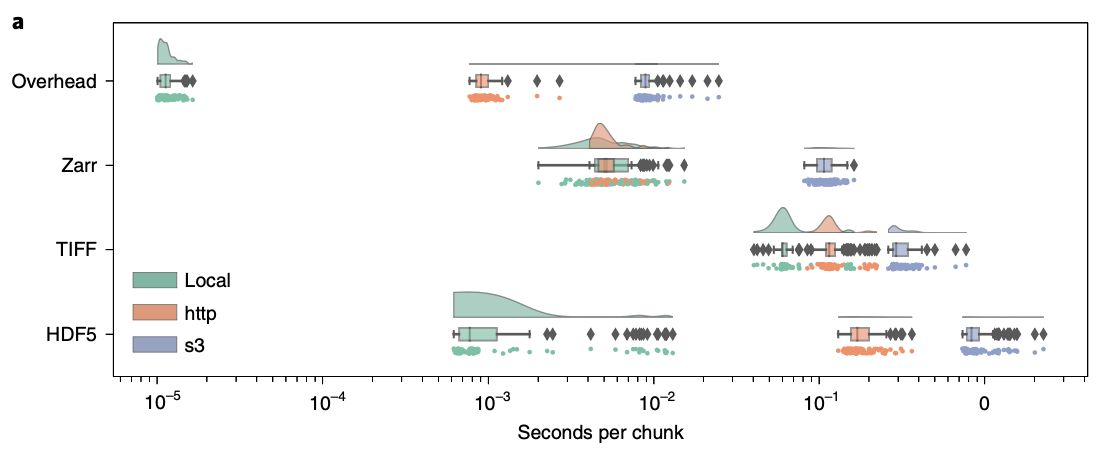 a
Overhead
Zarr
TIFF
HDF5
Local
http
s3
10⁻⁵ 10⁻⁴ 10⁻³ 10⁻² 10⁻¹ 0
Seconds per chunk